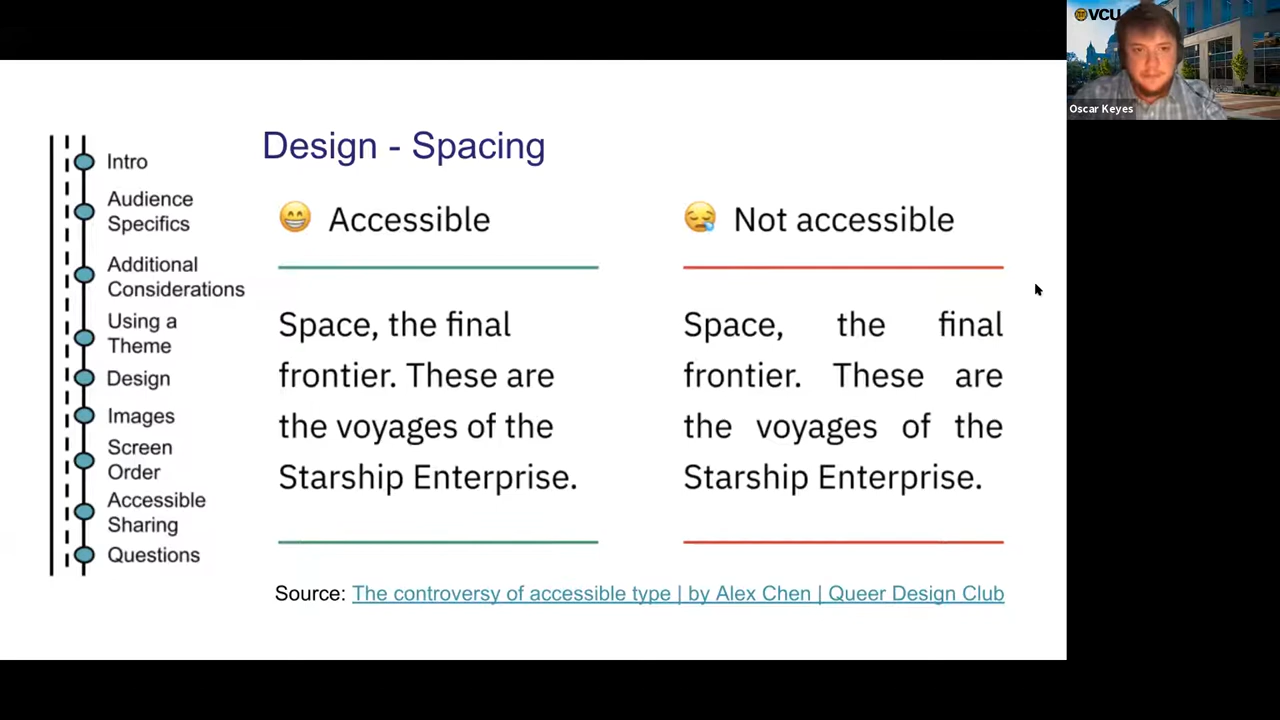 VCU
Oscar Keyes
Design - Spacing
Intro
Audience
Specifics
Additional
Considerations
Using a
Theme
Design
Images
Screen
Order
Accessible
Sharing
Questions
😁 Accessible
Space, the final
frontier. These are
the voyages of the
Starship Enterprise.
😪 Not accessible
Space, the final
frontier. These are
the voyages of the
Starship Enterprise.
Source: The controversy of accessible type | by Alex Chen | Queer Design Club